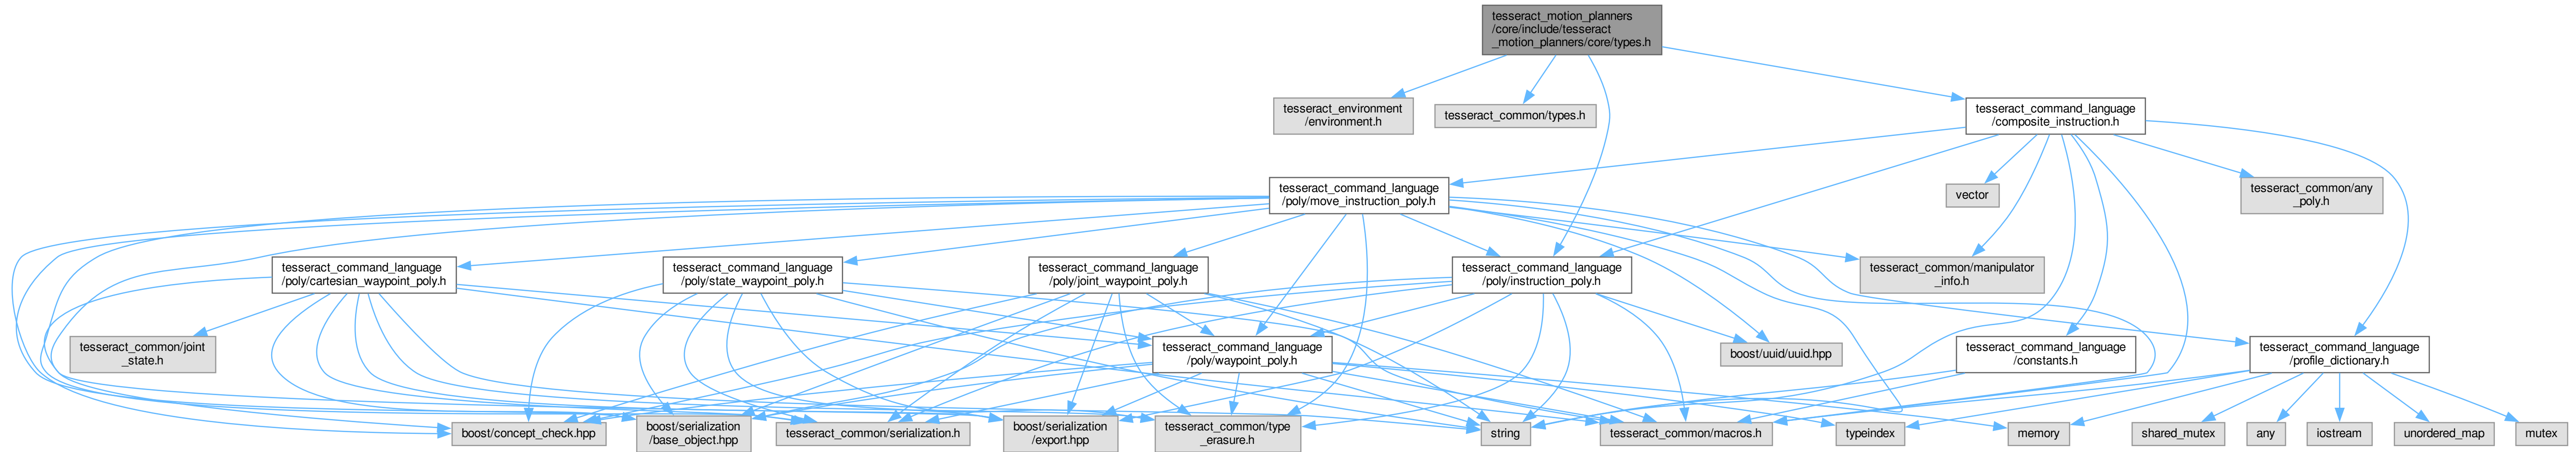 tesseract_motion_planners
/core/include/tesseract
_motion_planners/core/types.h
tesseract_environment
/environment.h
tesseract_common/types.h
tesseract_command_language
/composite_instruction.h
tesseract_command_language
/poly/move_instruction_poly.h
vector
tesseract_common/any
_poly.h
tesseract_command_language
/poly/cartesian_waypoint_poly.h
tesseract_command_language
/poly/state_waypoint_poly.h
tesseract_command_language
/poly/joint_waypoint_poly.h
tesseract_command_language
/poly/instruction_poly.h
tesseract_common/manipulator
_info.h
tesseract_common/joint
_state.h
tesseract_command_language
/poly/waypoint_poly.h
boost/uuid/uuid.hpp
tesseract_command_language
/constants.h
tesseract_command_language
/profile_dictionary.h
boost/concept_check.hpp
boost/serialization
/base_object.hpp
tesseract_common/serialization.h
boost/serialization
/export.hpp
tesseract_common/type
_erasure.h
string
tesseract_common/macros.h
typeindex
memory
shared_mutex
any
iostream
unordered_map
mutex